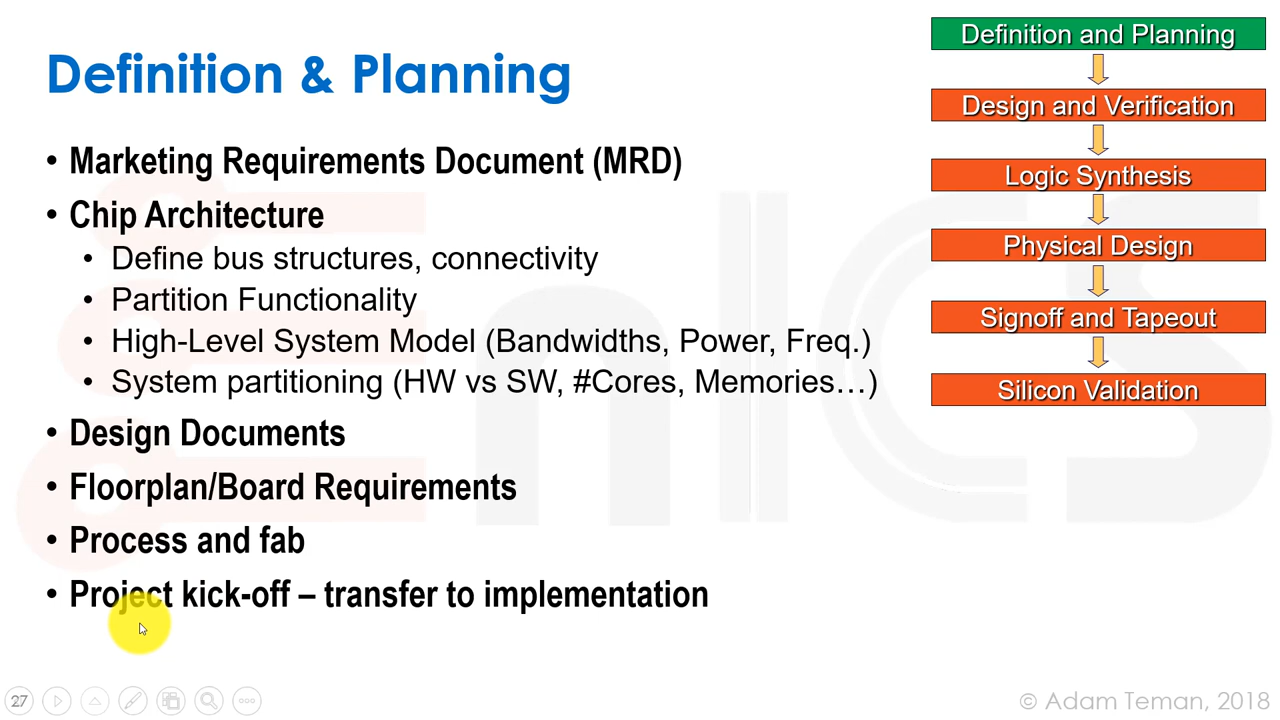 Definition & Planning
• Marketing Requirements Document (MRD)
• Chip Architecture
• Define bus structures, connectivity
• Partition Functionality
• High-Level System Model (Bandwidths, Power, Freq.)
• System partitioning (HW vs SW, #Cores, Memories…)
• Design Documents
• Floorplan/Board Requirements
• Process and fab
• Project kick-off – transfer to implementation
Definition and Planning
Design and Verification
Logic Synthesis
Physical Design
Signoff and Tapeout
Silicon Validation
EnICS
27
© Adam Teman, 2018